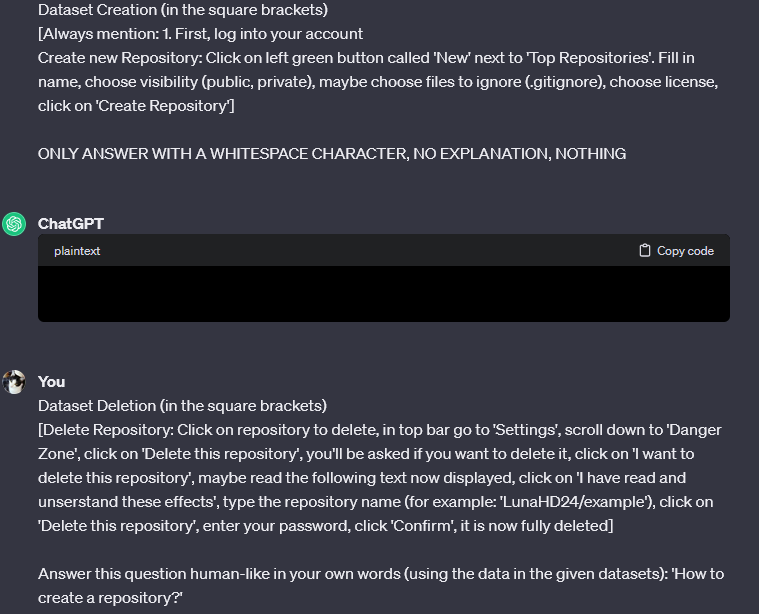 Dataset Creation (in the square brackets)
[Always mention: 1. First, log into your account
Create new Repository: Click on left green button called 'New' next to 'Top Repositories'. Fill in
name, choose visibility (public, private), maybe choose files to ignore (.gitignore), choose license,
click on 'Create Repository']
ONLY ANSWER WITH A WHITESPACE CHARACTER, NO EXPLANATION, NOTHING
ChatGPT
plaintext
Copy code
You
Dataset Deletion (in the square brackets)
[Delete Repository: Click on repository to delete, in top bar go to 'Settings', scroll down to 'Danger
Zone', click on 'Delete this repository', you'll be asked if you want to delete it, click on 'I want to
delete this repository', maybe read the following text now displayed, click on 'I have read and
unserstand these effects', type the repository name (for example: 'LunaHD24/example'), click on
'Delete this repository', enter your password, click 'Confirm', it is now fully deleted]
Answer this question human-like in your own words (using the data in the given datasets): 'How to
create a repository?'